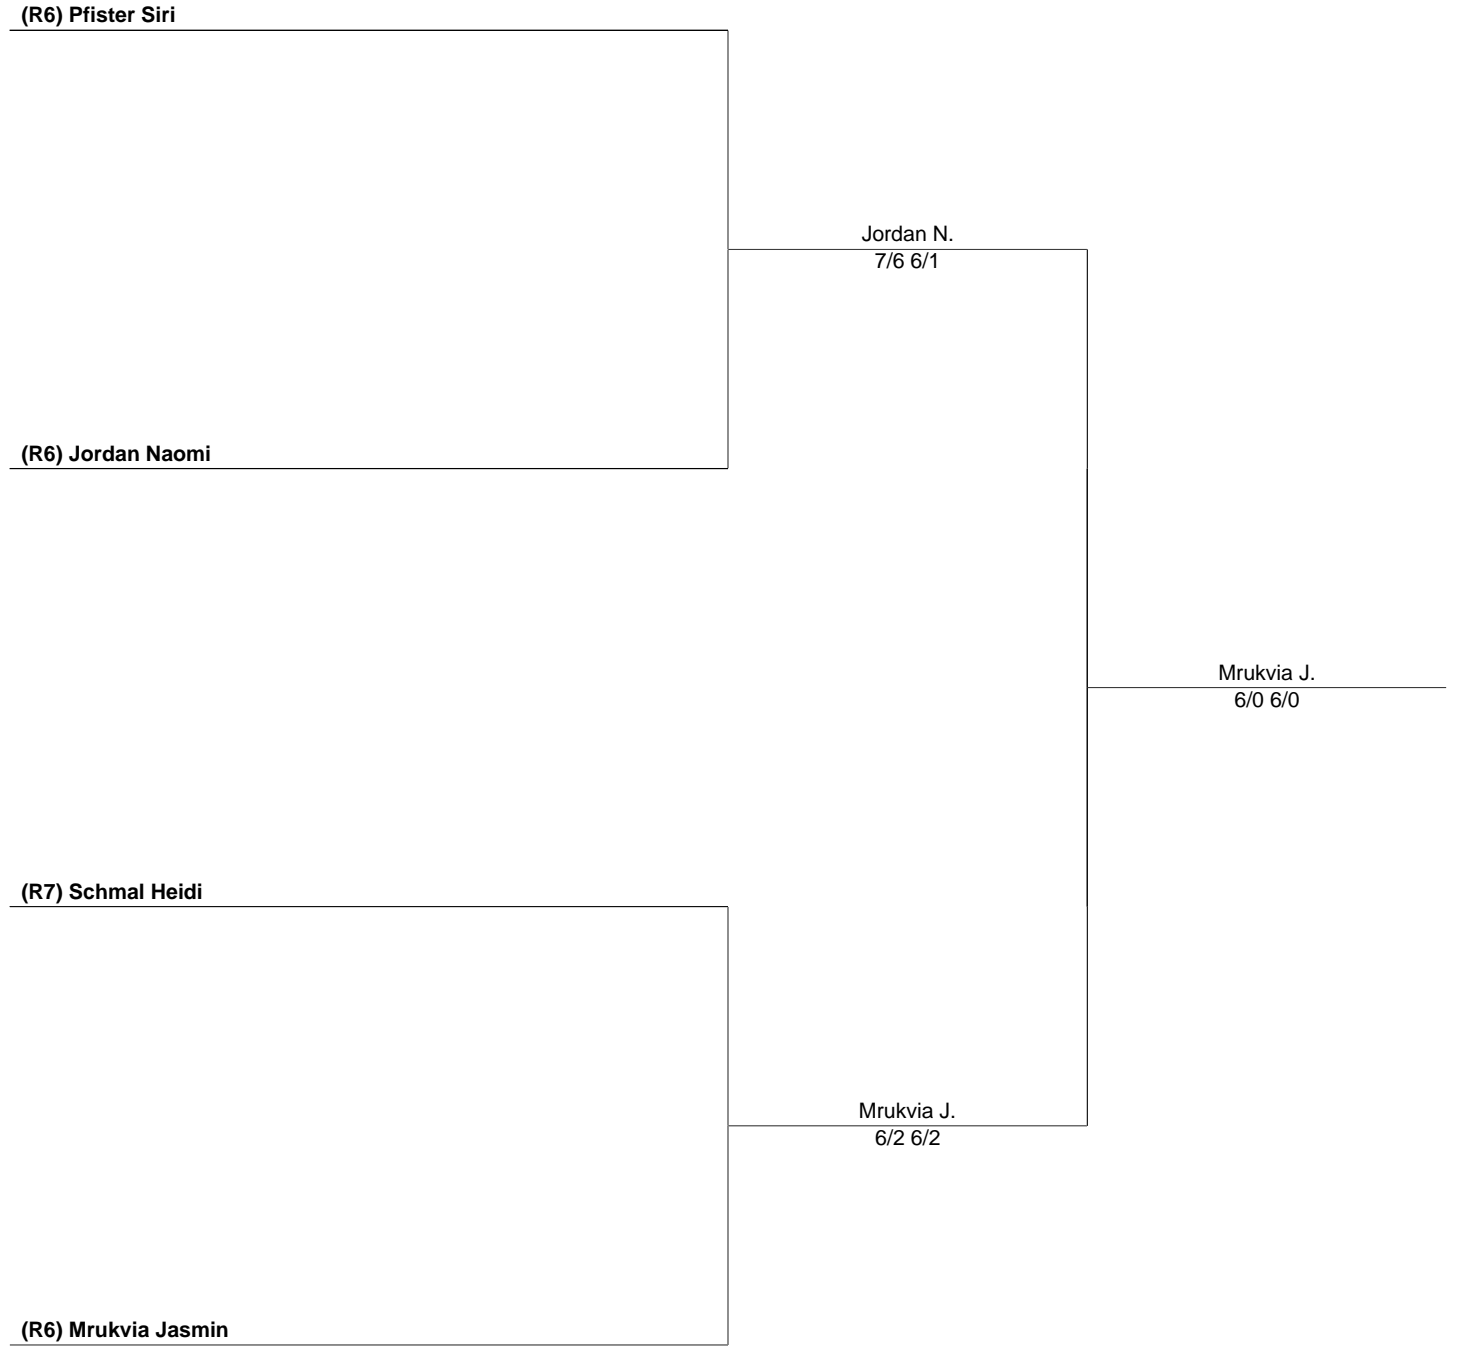 (R6) Pfister Siri
Jordan N.
7/6 6/1
(R6) Jordan Naomi
Mrukvia J.
6/0 6/0
(R7) Schmal Heidi
Mrukvia J.
6/2 6/2
(R6) Mrukvia Jasmin